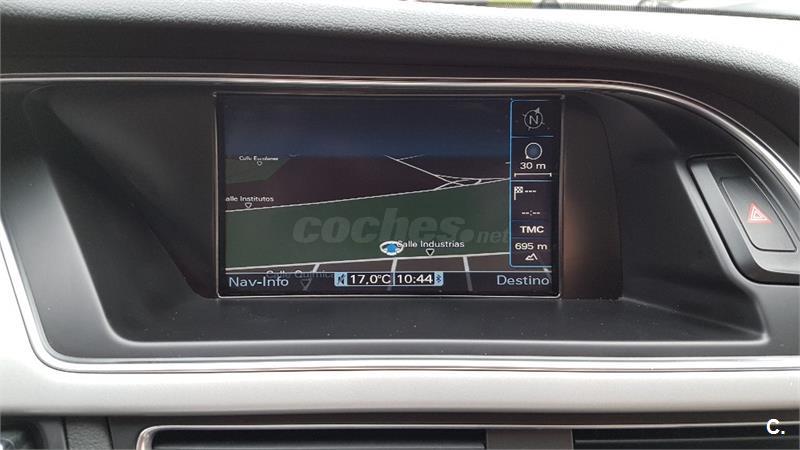 N
Calle Escalones
30 m
alle Institutos
---
--:--
coches.net
TMC
Calle Industrias
695 m
Calle Química
Nav-Info
17,0°C
10:44
Destino
C.